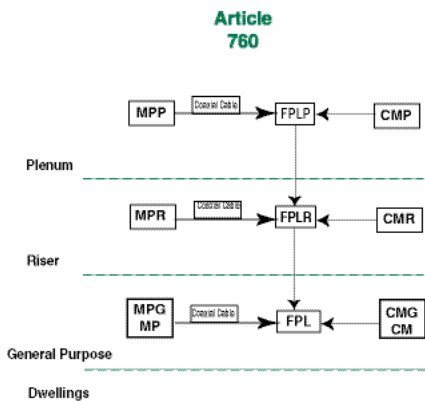 Article
760
MPP
Coaxial Cable
FPLP
CMP
Plenum
MPR
Coaxial Cable
FPLR
CMR
Riser
MPG
MP
Coaxial Cable
FPL
CMG
CM
General Purpose
Dwellings